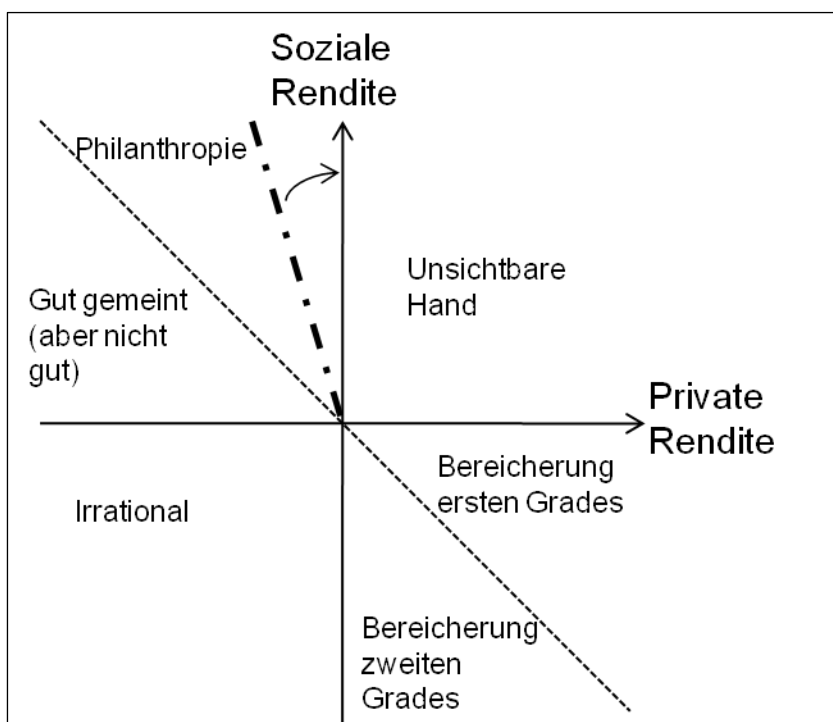 Soziale
Rendite
Philanthropie
Unsichtbare
Hand
Gut gemeint
(aber nicht
gut)
Private
Rendite
Bereicherung
ersten Grades
Irrational
Bereicherung
zweiten
Grades